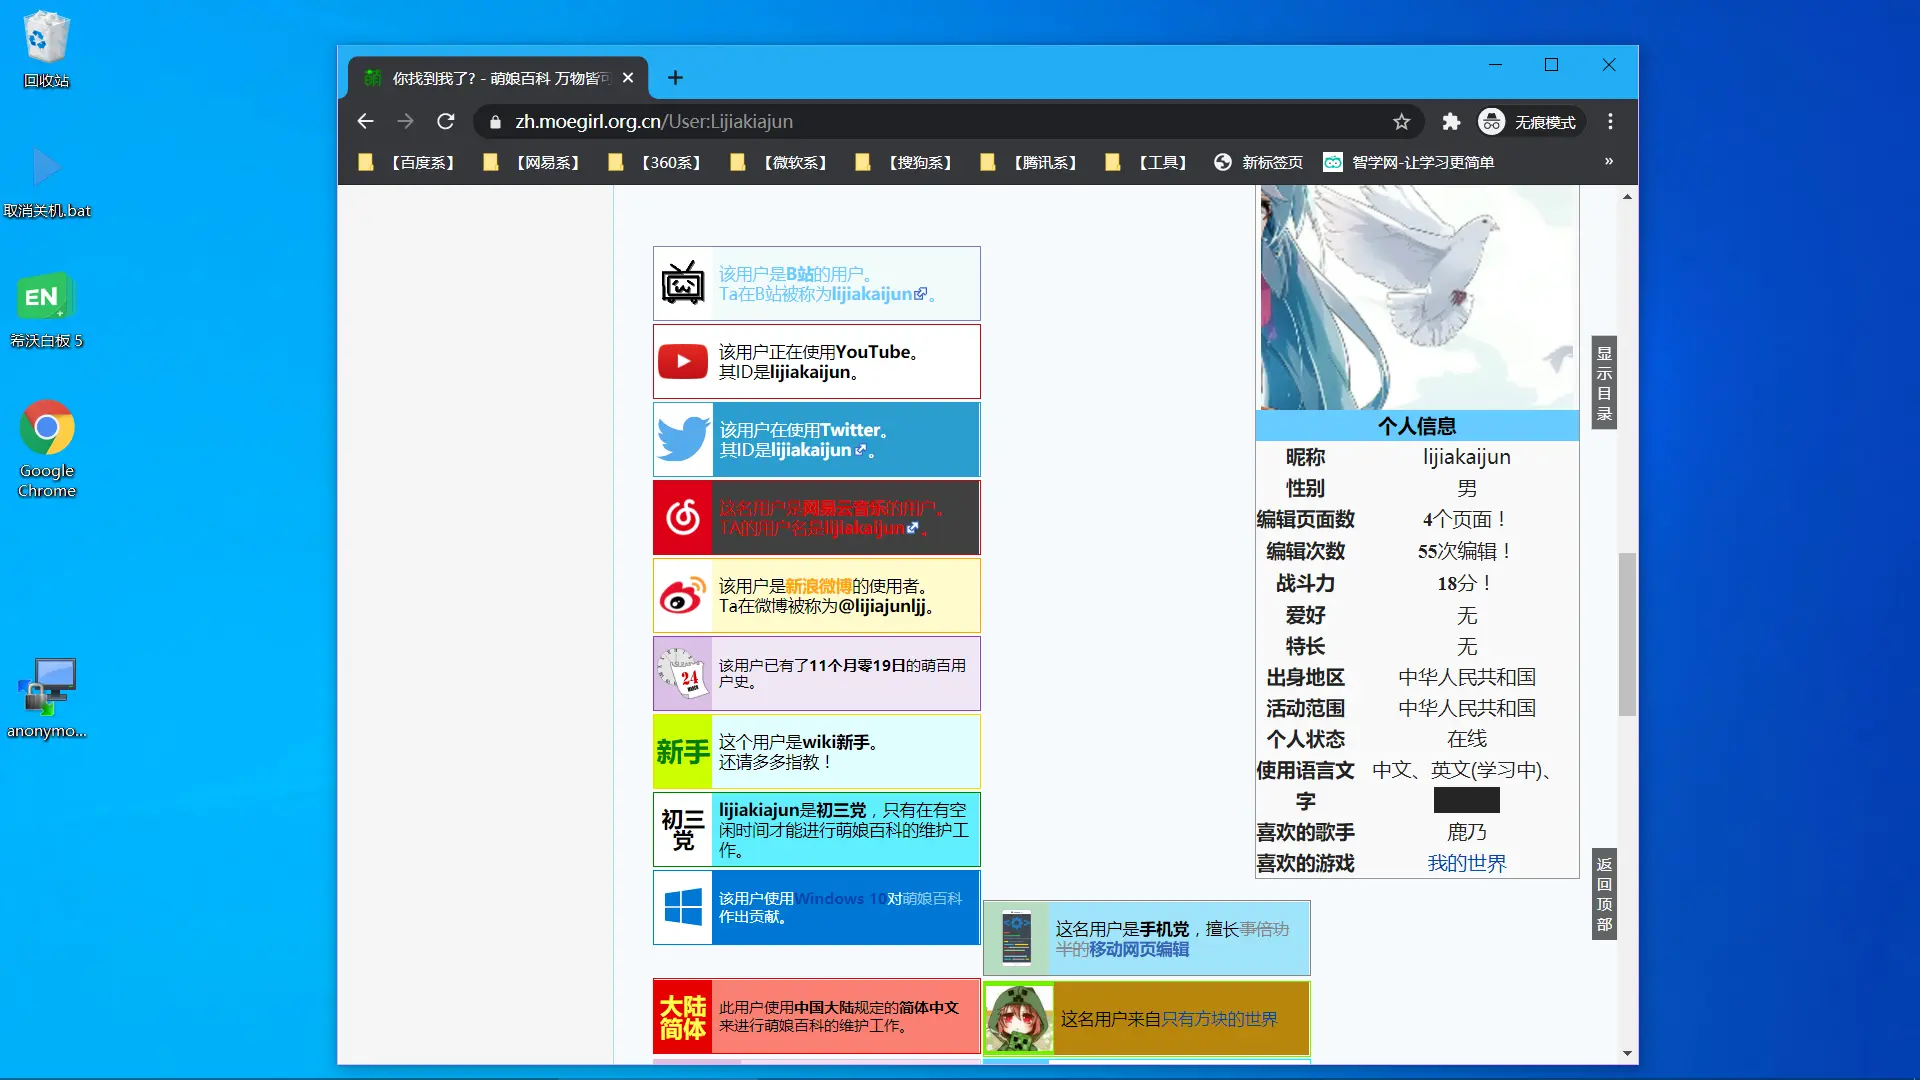 回收站
取消关机.bat
EN
希沃白板 5
Google
Chrome
anonymo...
你找到我了? - 萌娘百科 万物皆可
zh.moegirl.org.cn/User:Lijiakiajun
无痕模式
【百度系】
【网易系】
【360系】
【微软系】
【搜狗系】
【腾讯系】
【工具】
新标签页
智学网-让学习更简单
»
该用户是B站的用户。
Ta在B站被称为lijiakaijun。
该用户正在使用YouTube。
其ID是lijiakaijun。
该用户在使用Twitter。
其ID是lijiakaijun。
这名用户是网易云音乐的用户。
TA的用户名是lijiakaijun。
该用户是新浪微博的使用者。
Ta在微博被称为@lijiajunljj。
24
该用户已有了11个月零19日的萌百用
户史。
新手
这个用户是wiki新手。
还请多多指教！
初三
党
lijiakiajun是初三党，只有在有空
闲时间才能进行萌娘百科的维护工
作。
该用户使用Windows 10对萌娘百科
作出贡献。
大陆
简体
此用户使用中国大陆规定的简体中文
来进行萌娘百科的维护工作。
这名用户是手机党，擅长事倍功
半的移动网页编辑
这名用户来自只有方块的世界
个人信息
昵称 lijiakaijun
性别 男
编辑页面数 4个页面！
编辑次数 55次编辑！
战斗力 18分！
爱好 无
特长 无
出身地区 中华人民共和国
活动范围 中华人民共和国
个人状态 在线
使用语言文 中文、英文(学习中)、
字
喜欢的歌手 鹿乃
喜欢的游戏 我的世界
显示目录
返回顶部